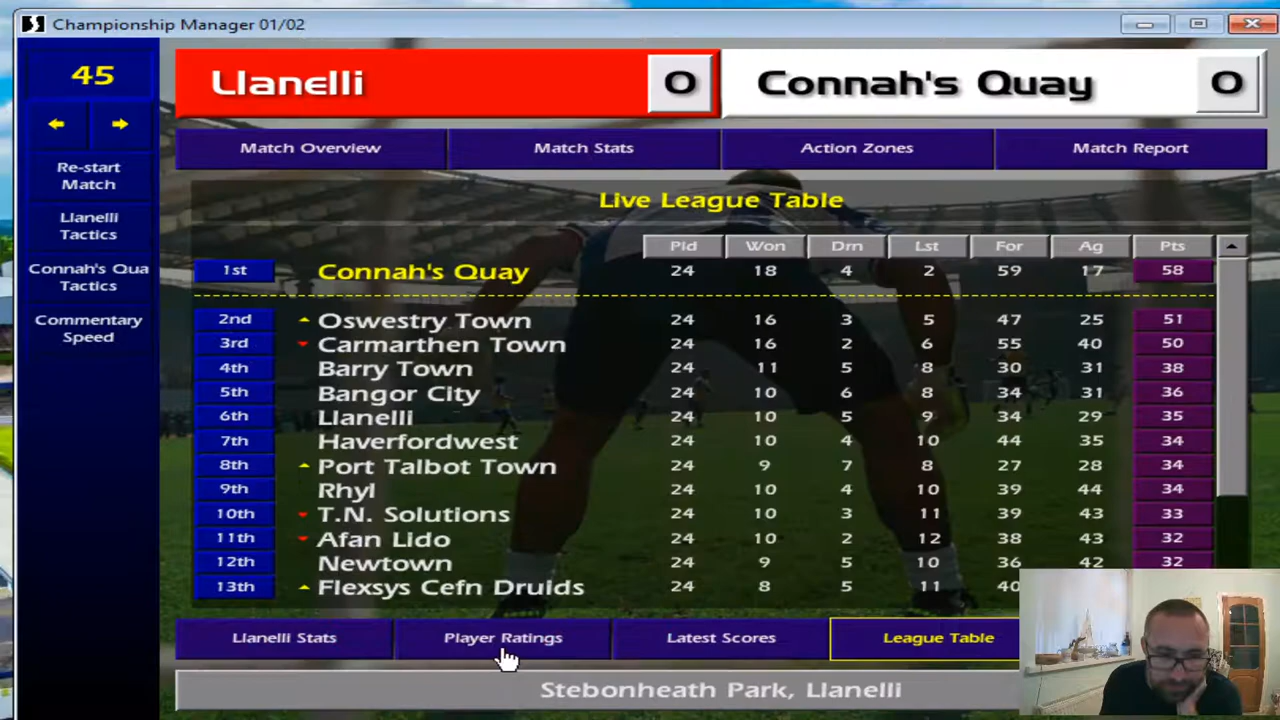 Championship Manager 01/02
45
Llanelli 0 Connah's Quay 0
Match Overview Match Stats Action Zones Match Report
Re-start
Match
Llanelli
Tactics
Connah's Qua
Tactics
Commentary
Speed
Live League Table
Pld Won Drn Lst For Ag Pts
1st Connah's Quay 24 18 4 2 59 17 58
2nd Oswestry Town 24 16 3 5 47 25 51
3rd Carmarthen Town 24 16 2 6 55 40 50
4th Barry Town 24 11 5 8 30 31 38
5th Bangor City 24 10 6 8 34 31 36
6th Llanelli 24 10 5 9 34 29 35
7th Haverfordwest 24 10 4 10 44 35 34
8th Port Talbot Town 24 9 7 8 27 28 34
9th Rhyl 24 10 4 10 39 44 34
10th T.N. Solutions 24 10 3 11 39 43 33
11th Afan Lido 24 10 2 12 38 43 32
12th Newtown 24 9 5 10 36 42 32
13th Flexsys Cefn Druids 24 8 5 11 40
Llanelli Stats Player Ratings Latest Scores League Table
Stebonheath Park, Llanelli